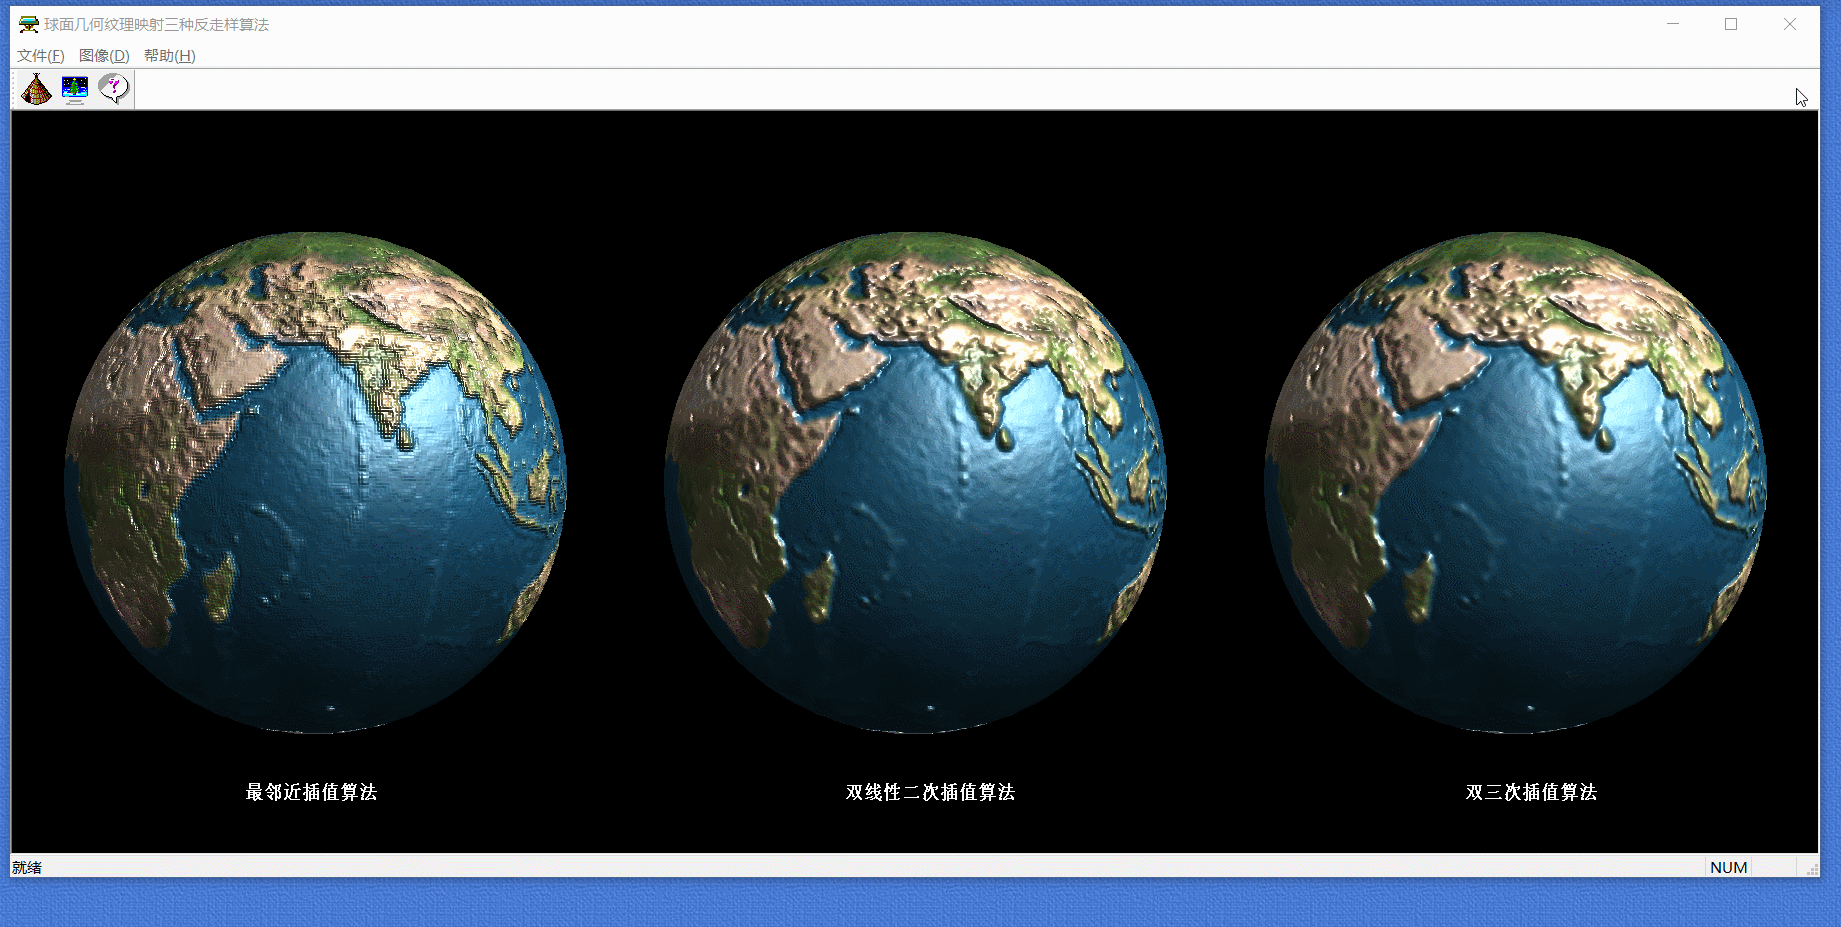 球面几何纹理映射三种反走样算法
文件(F) 图像(D) 帮助(H)
最邻近插值算法
双线性二次插值算法
双三次插值算法
就绪
NUM